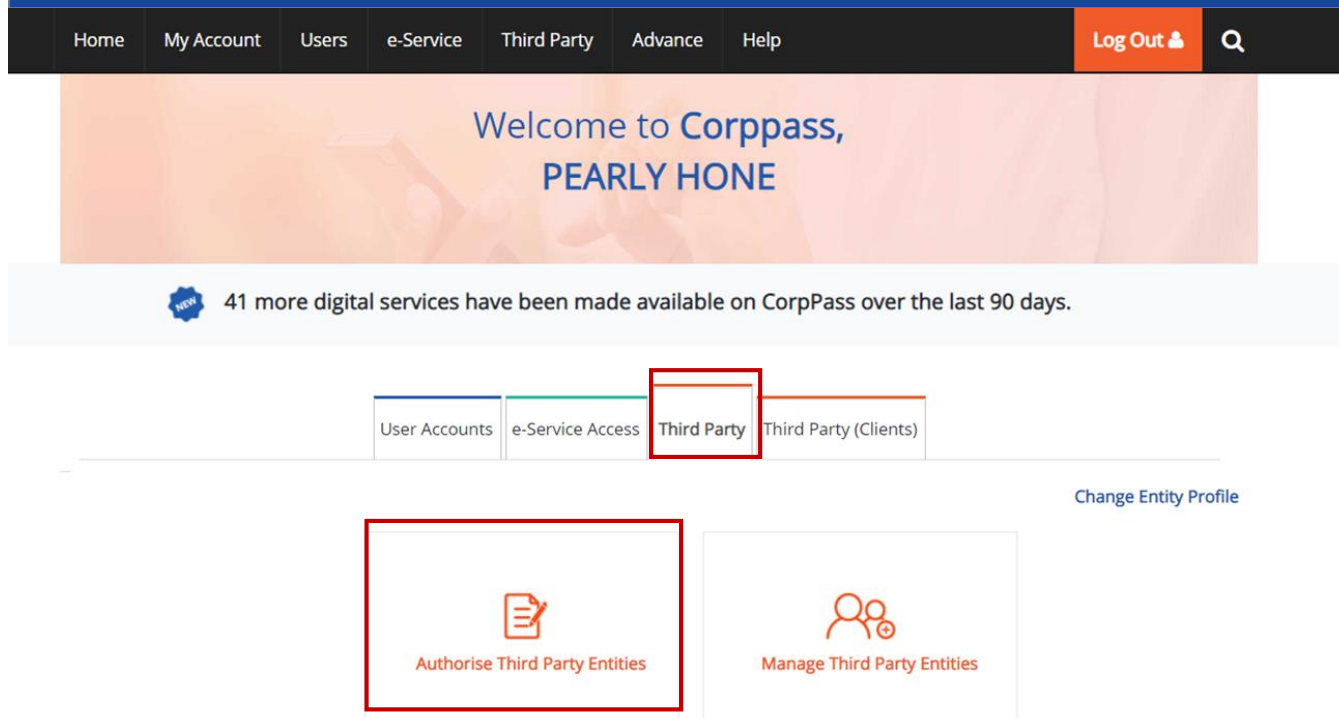 Home My Account Users e-Service Third Party Advance Help Log Out
Welcome to Corppass,
PEARLY HONE
NEW 41 more digital services have been made available on CorpPass over the last 90 days.
User Accounts e-Service Access Third Party Third Party (Clients)
Change Entity Profile
Authorise Third Party Entities Manage Third Party Entities